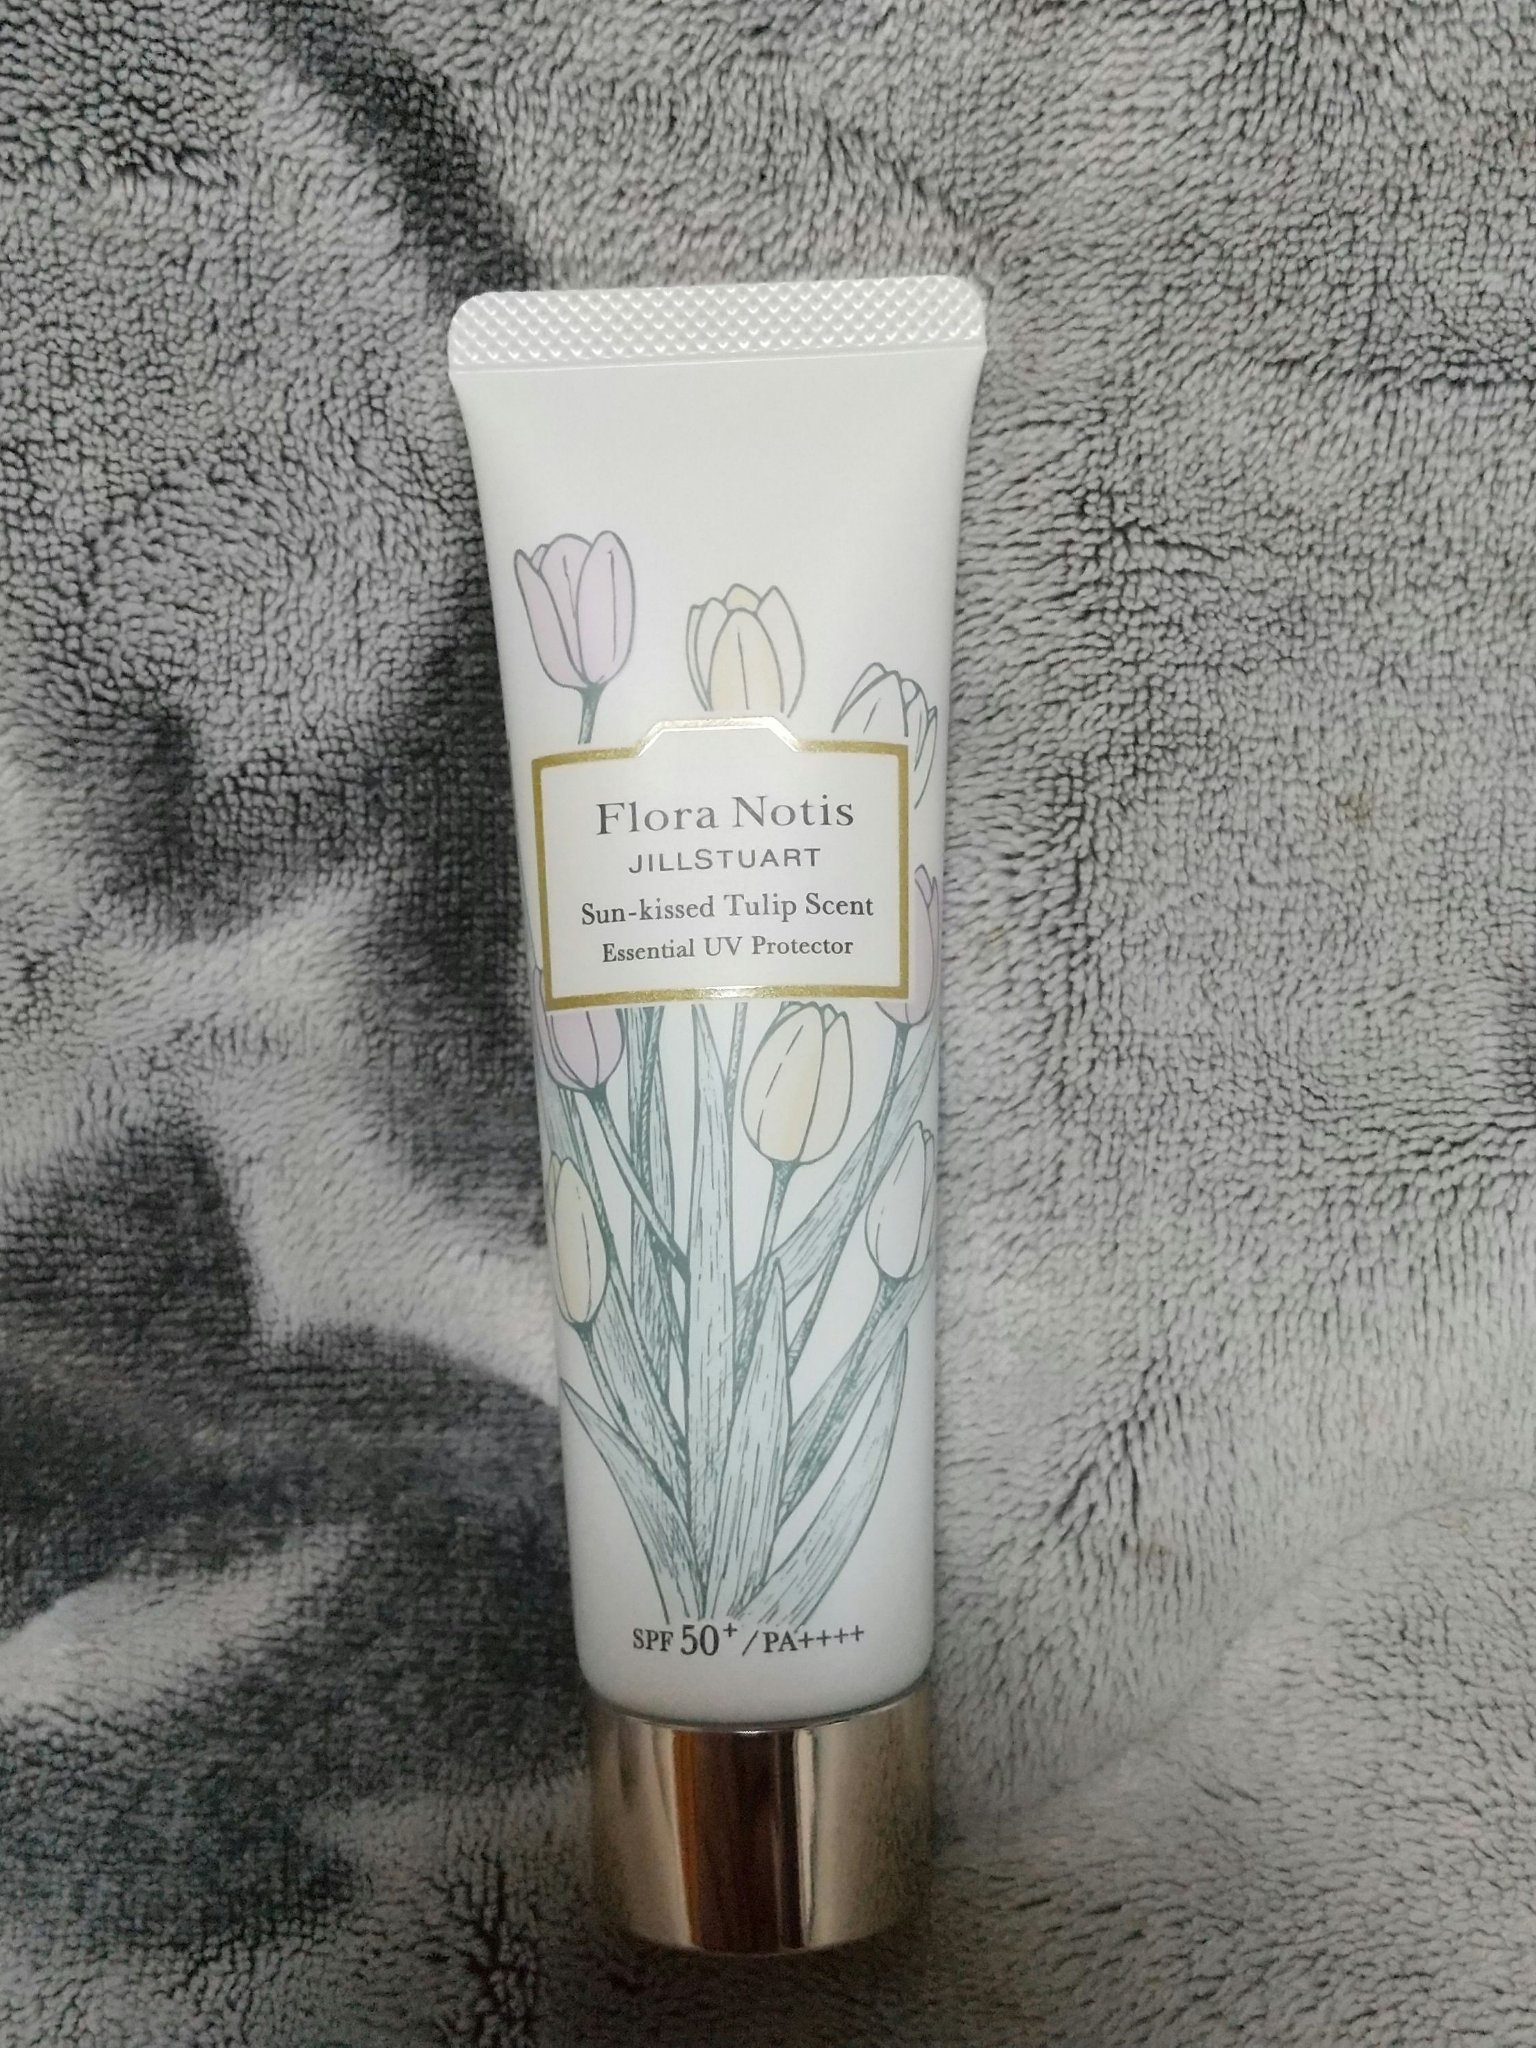 Flora Notis
JILLSTUART
Sun-kissed Tulip Scent
Essential UV Protector
SPF 50+/PA++++